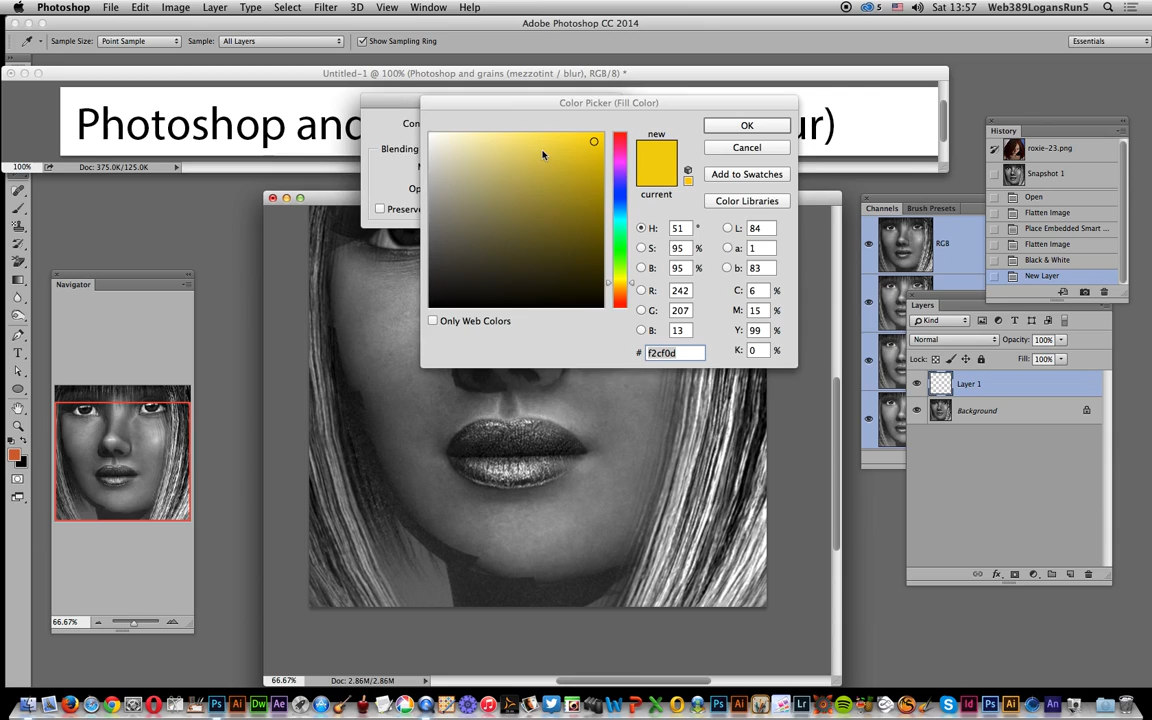 Photoshop File Edit Image Layer Type Select Filter 3D View Window Help 5 Sat 13:57 Web389LogansRun5
Adobe Photoshop CC 2014
Sample Size: Point Sample Sample: All Layers Show Sampling Ring Essentials
Untitled-1 @ 100% (Photoshop and grains (mezzotint / blur), RGB/8) *
Photoshop and ur)
100% Doc: 375.0K/125.0K
Con
Blending
M
Op
Preserve
Color Picker (Fill Color)
new
current
OK
Cancel
Add to Swatches
Color Libraries
H: 51 ° L: 84
S: 95 % a: 1
B: 95 % b: 83
R: 242 C: 6 %
G: 207 M: 15 %
B: 13 Y: 99 %
# f2cf0d K: 0 %
Only Web Colors
History
roxie-23.png
Snapshot 1
Open
Flatten Image
Place Embedded Smart ...
Flatten Image
Black & White
New Layer
Channels Brush Presets
RGB
Layers
Kind
Normal Opacity: 100%
Lock: Fill: 100%
Layer 1
Background
Navigator
66.67%
66.67% Doc: 2.86M/2.86M